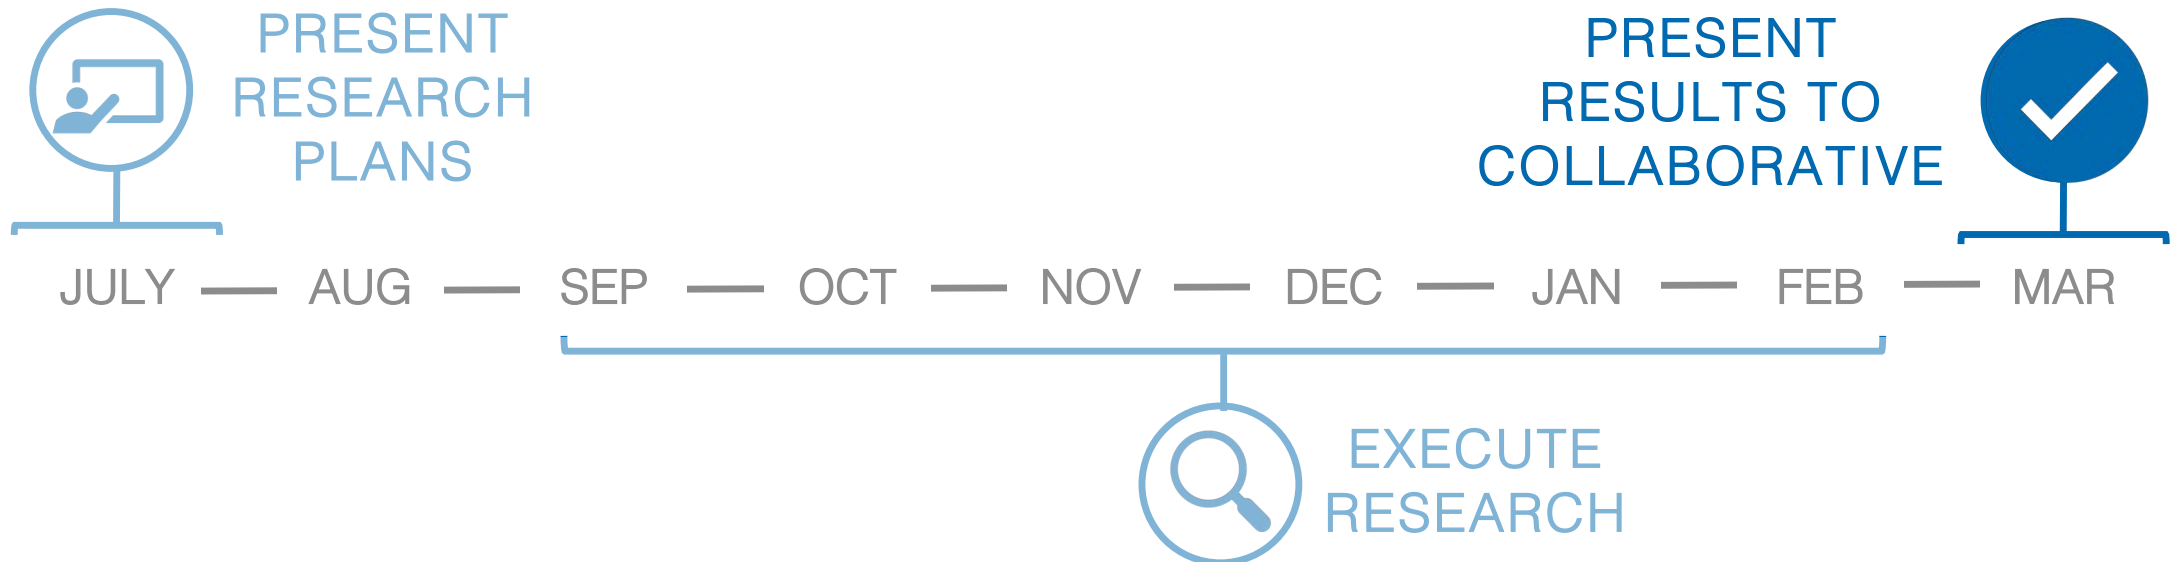 PRESENT
RESEARCH
PLANS
PRESENT
RESULTS TO
COLLABORATIVE
JULY AUG SEP OCT NOV DEC JAN FEB MAR
EXECUTE
RESEARCH